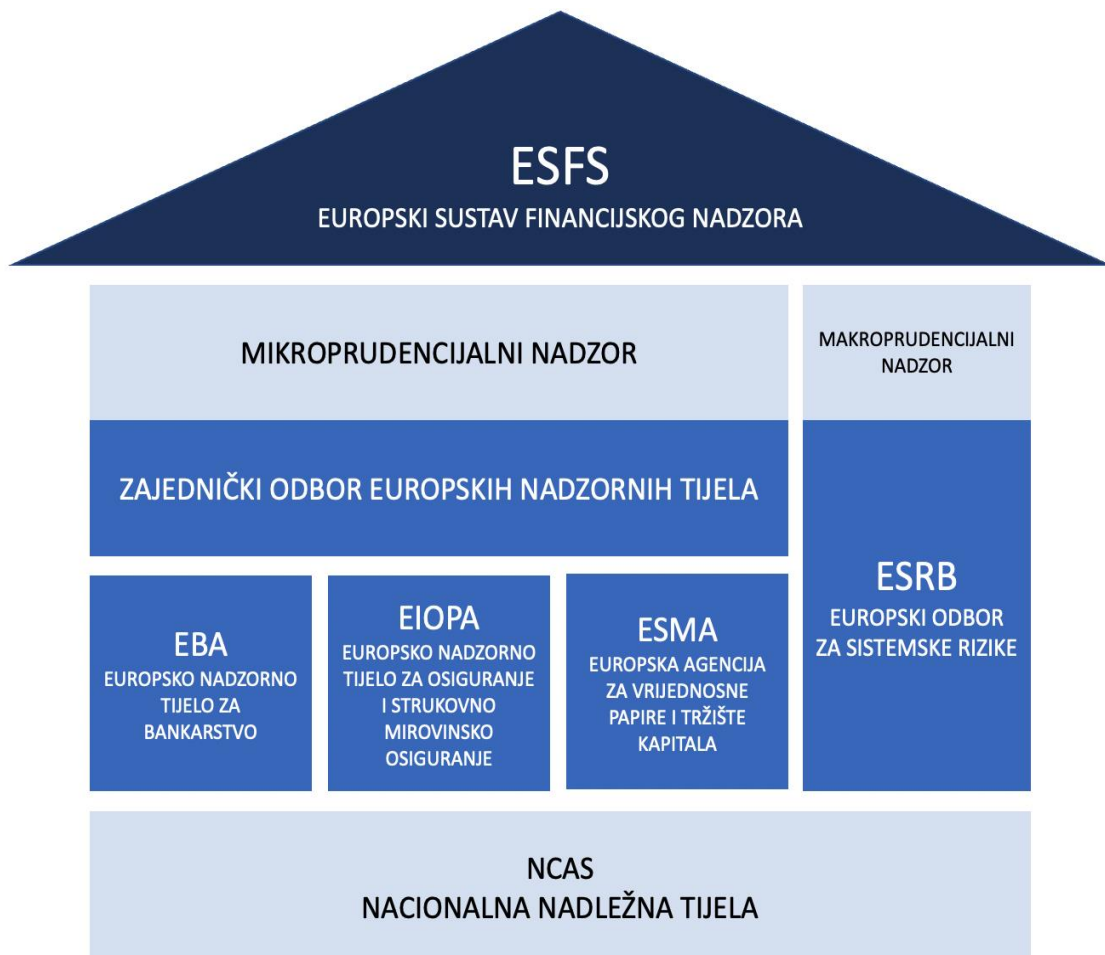 ESFS
EUROPSKI SUSTAV FINANCIJSKOG NADZORA
MIKROPRUDENCIJALNI NADZOR
MAKROPRUDENCIJALNI
NADZOR
ZAJEDNIČKI ODBOR EUROPSKIH NADZORNIH TIJELA
EBA
EUROPSKO NADZORNO
TIJELO ZA
BANKARSTVO
EIOPA
EUROPSKO NADZORNO
TIJELO ZA OSIGURANJE
I STRUKOVNO
MIROVINSKO
OSIGURANJE
ESMA
EUROPSKA AGENCIJA
ZA VRIJEDNOSNE
PAPIRE I TRŽIŠTE
KAPITALA
ESRB
EUROPSKI ODBOR
ZA SISTEMSKE RIZIKE
NCAS
NACIONALNA NADLEŽNA TIJELA